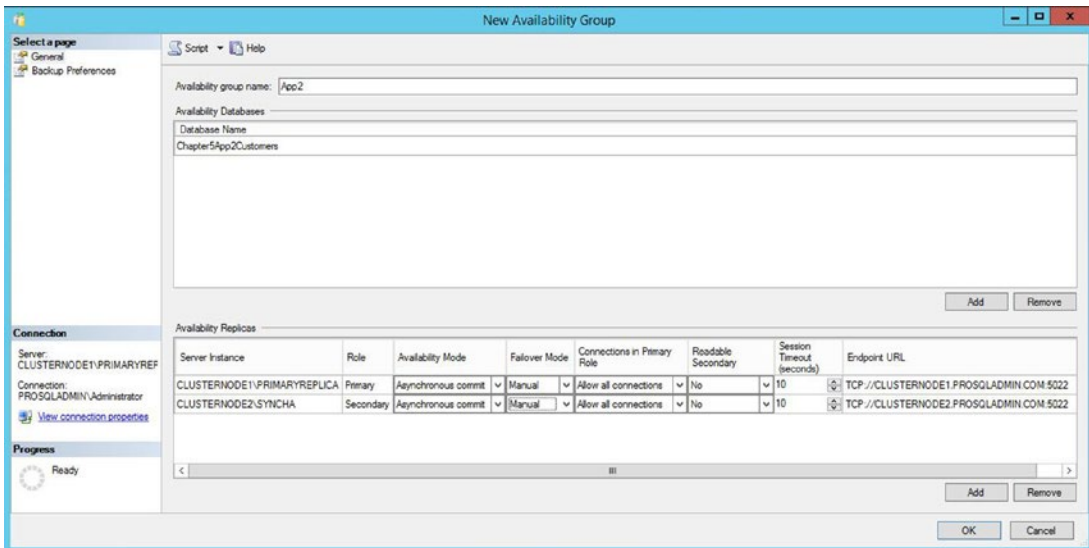 New Availability Group
Select a page
General
Backup Preferences
Script Help
Availability group name: App2
Availability Databases
Database Name
Chapter5App2Customers
Add Remove
Connection
Server:
CLUSTERNODE1\PRIMARYREF
Connection:
PROSQLADMIN\Administrator
View connection properties
Progress
Ready
Availability Replicas
Server Instance Role Availability Mode Failover Mode Connections in Primary Role Readable Secondary Session Timeout (seconds) Endpoint URL
CLUSTERNODE1\PRIMARYREPLICA Primary Asynchronous commit Manual Allow all connections No 10 TCP://CLUSTERNODE1.PROSQLADMIN.COM:5022
CLUSTERNODE2\SYNCHA Secondary Asynchronous commit Manual Allow all connections No 10 TCP://CLUSTERNODE2.PROSQLADMIN.COM:5022
Add Remove
OK Cancel